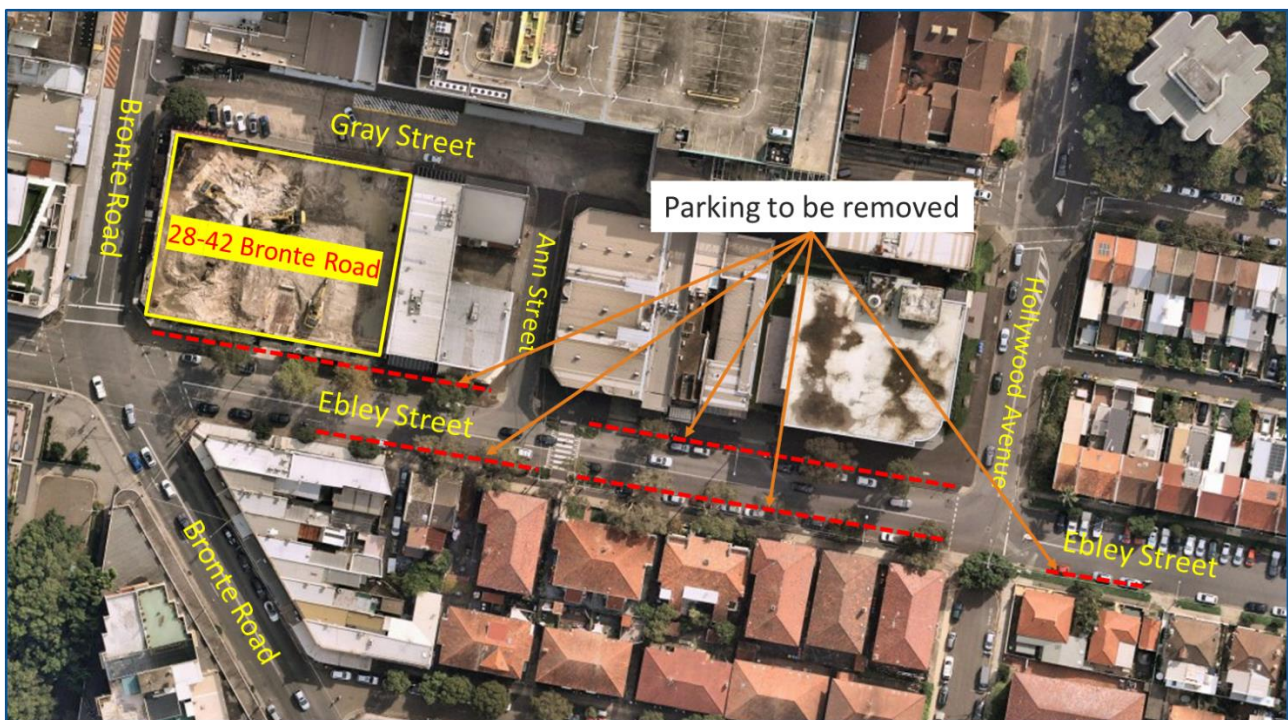 Bronte Road
Gray Street
Parking to be removed
28-42 Bronte Road
Ann Street
Hollywood Avenue
Ebley Street
Ebley Street
Bronte Road